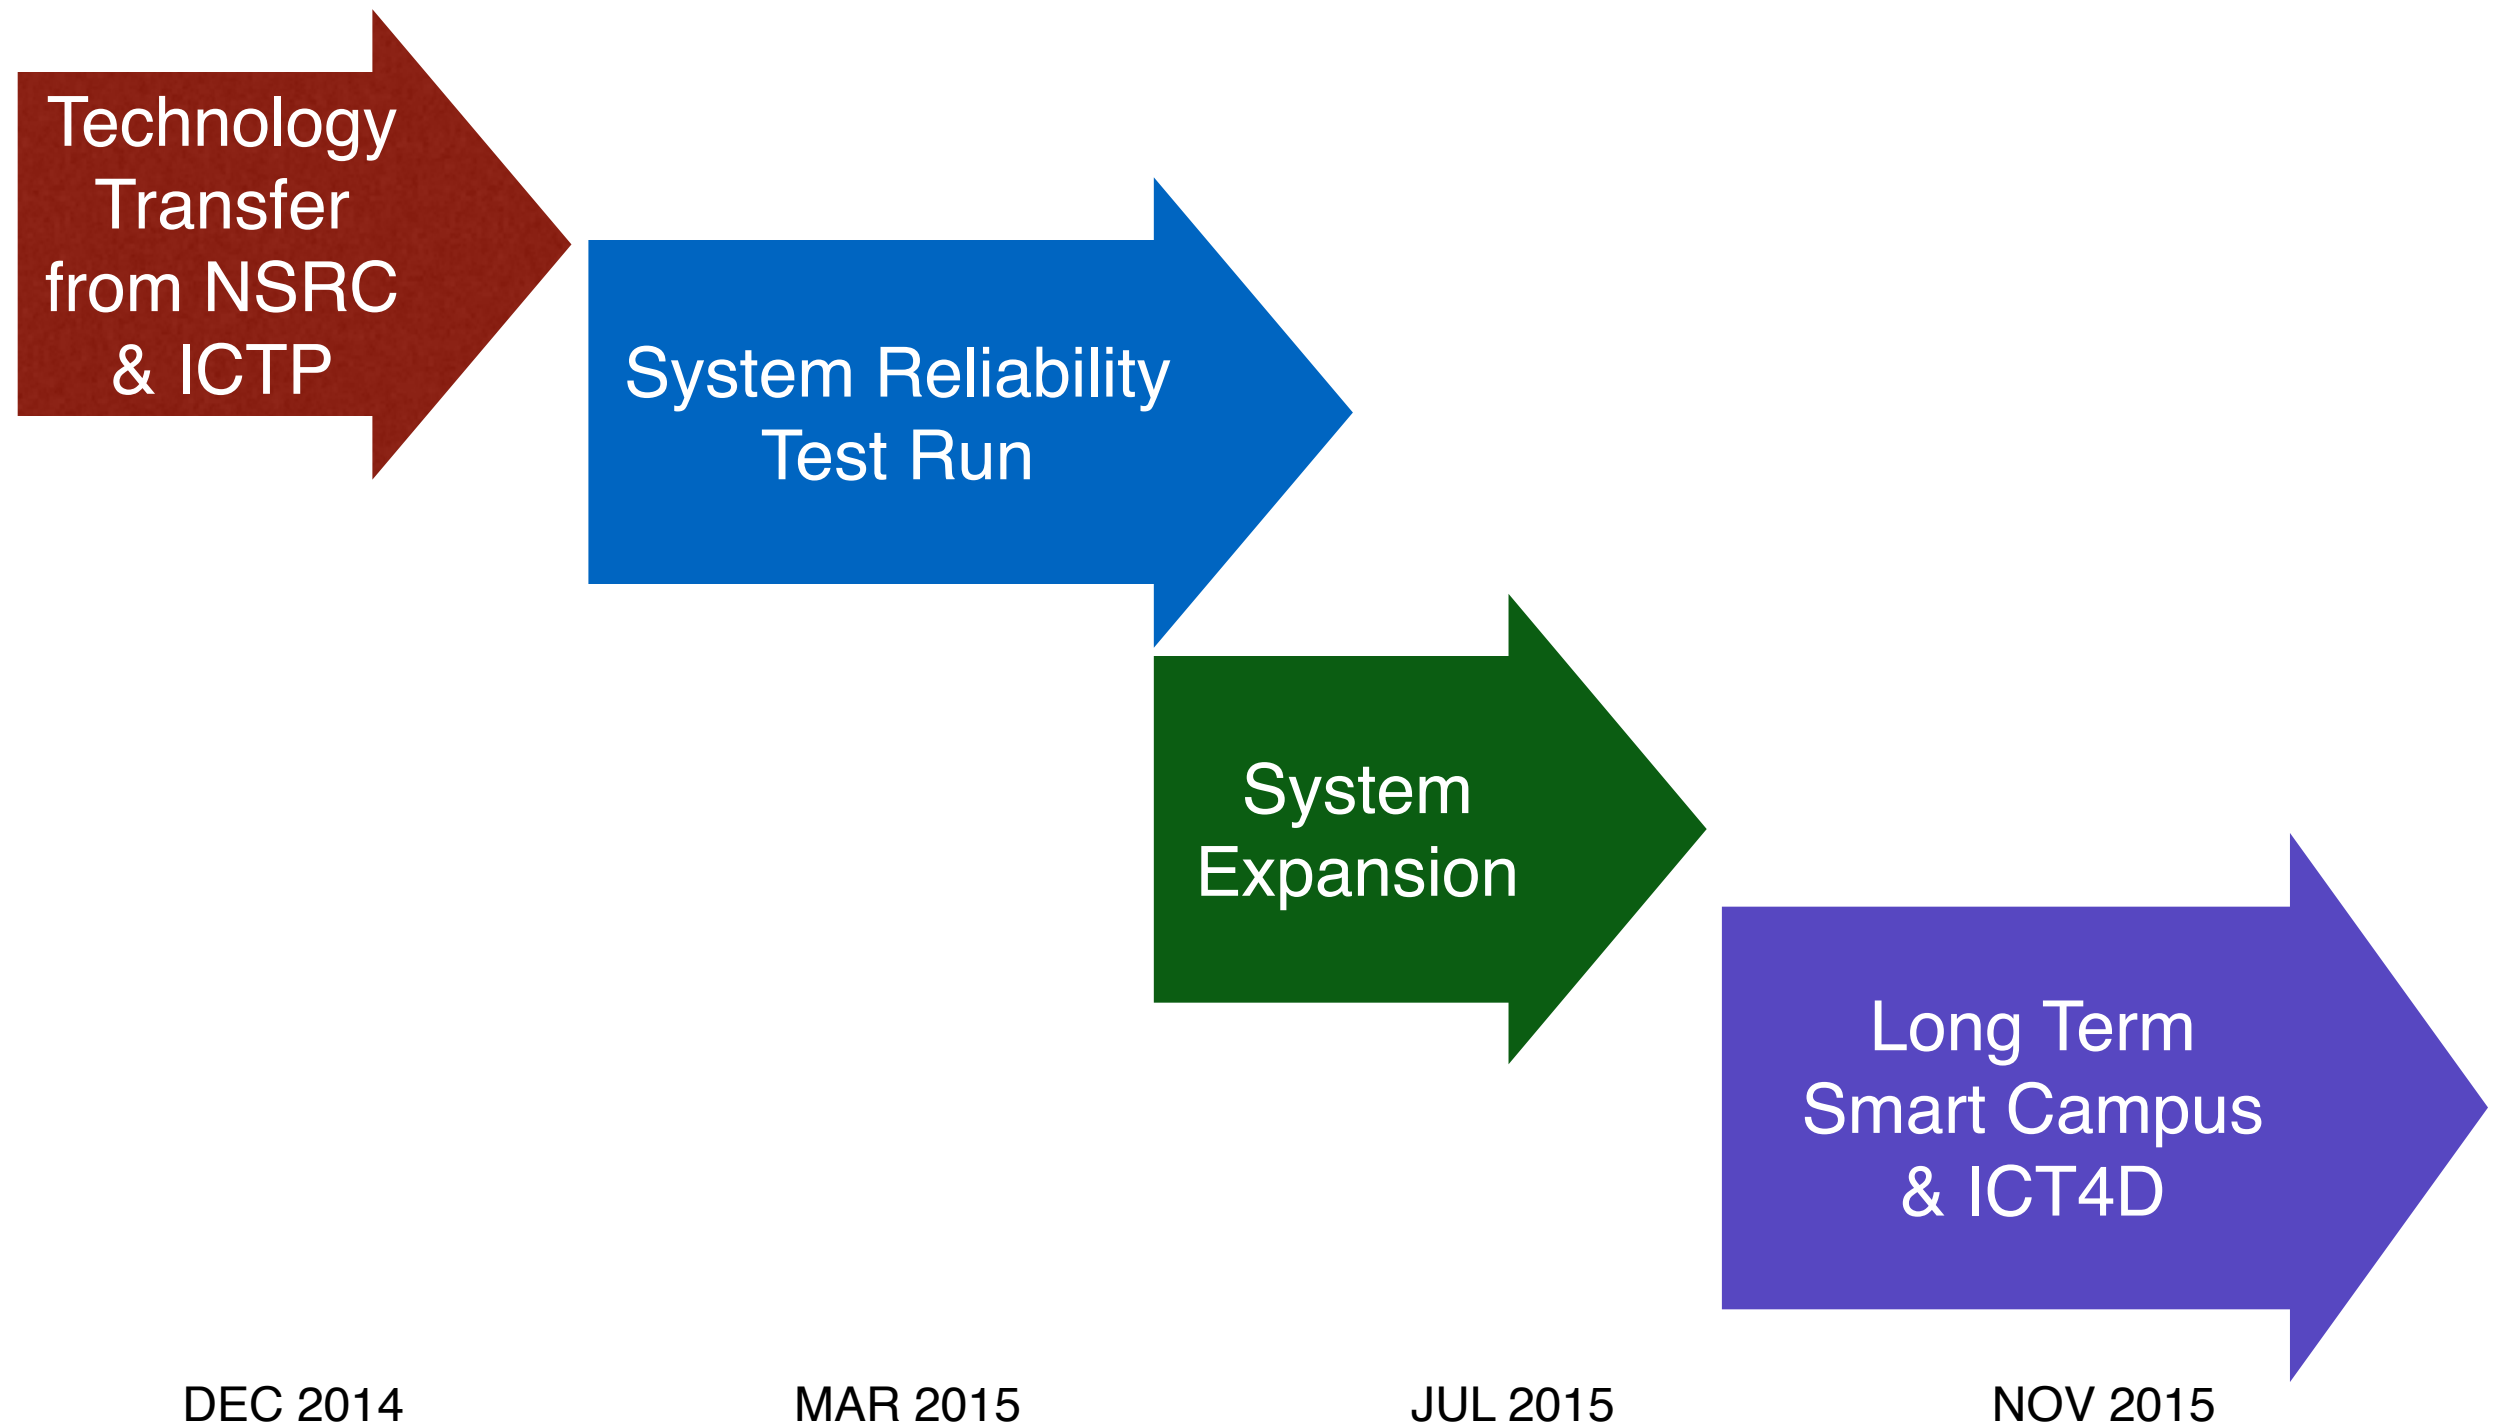 Technology
Transfer
from NSRC
& ICTP
System Reliability
Test Run
System
Expansion
Long Term
Smart Campus
& ICT4D
DEC 2014
MAR 2015
JUL 2015
NOV 2015